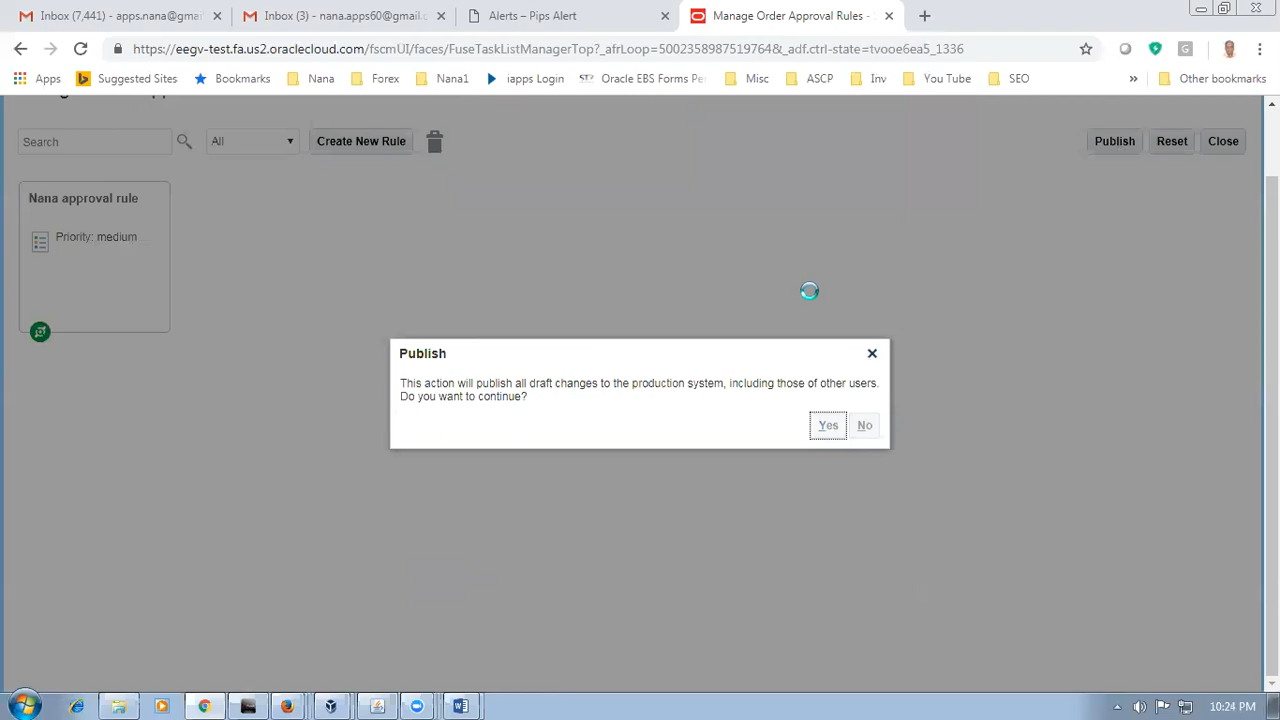 Inbox (7,441) - apps.nana@gma
Inbox (3) - nana.apps60@gmail.c
Alerts – Pips Alert
Manage Order Approval Rules -
https://eegv-test.fa.us2.oraclecloud.com/fscmUI/faces/FuseTaskListManagerTop?_afrLoop=50023589875197​64&_adf.ctrl-state=tvooe6ea5_1336
Apps
Suggested Sites
Bookmarks
Nana
Forex
Nana1
iapps Login
Oracle EBS Forms Pe
Misc
ASCP
Inv
You Tube
SEO
»
Other bookmarks
Search
All
Create New Rule
Publish
Reset
Close
Nana approval rule
Priority: medium
Publish
This action will publish all draft changes to the production system, including those of other users.
Do you want to continue?
Yes
No
10:24 PM